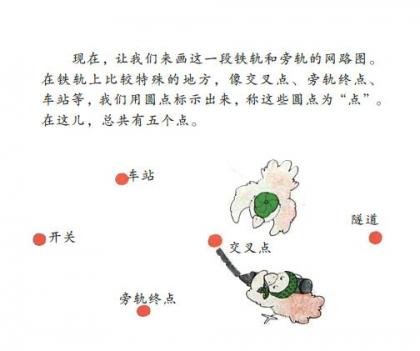 现在，让我们来画这一段铁轨和旁轨的网路图。
在铁轨上比较特殊的地方，像交叉点、旁轨终点、
车站等，我们用圆点标示出来，称这些圆点为“点”。
在这儿，总共有五个点。
车站
隧道
开关
交叉点
旁轨终点